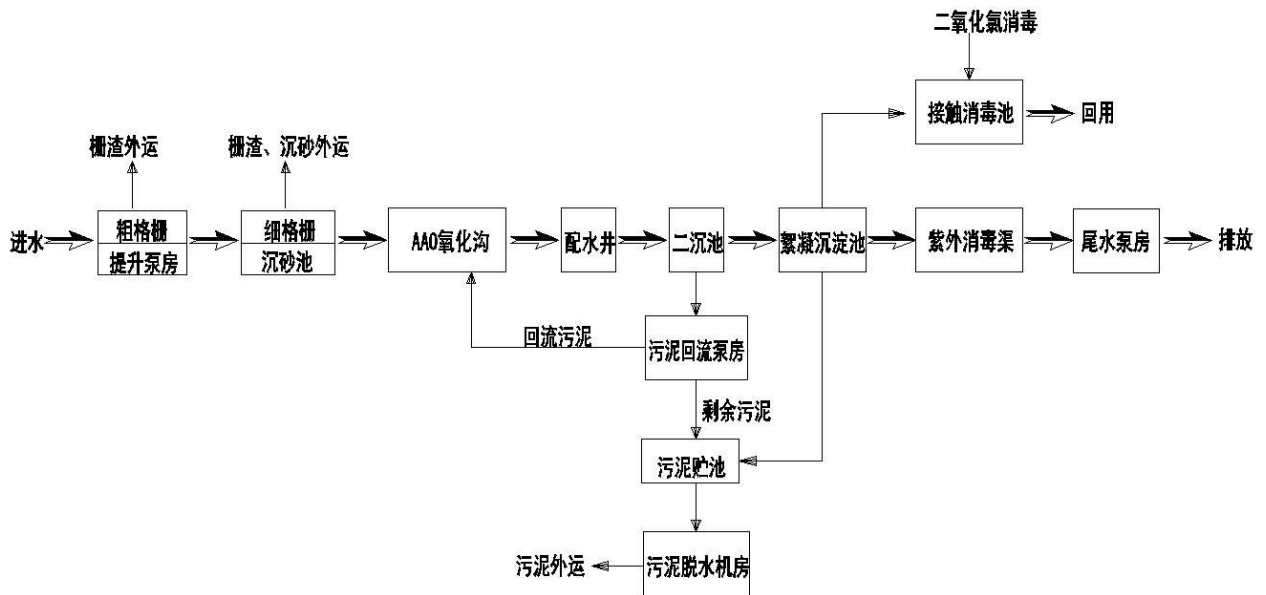 二氧化氯消毒
接触消毒池
回用
栅渣外运
栅渣、沉砂外运
进水
粗格栅
提升泵房
细格栅
沉砂池
AAO氧化沟
配水井
二沉池
絮凝沉淀池
紫外消毒渠
尾水泵房
排放
回流污泥
污泥回流泵房
剩余污泥
污泥贮池
污泥外运
污泥脱水机房